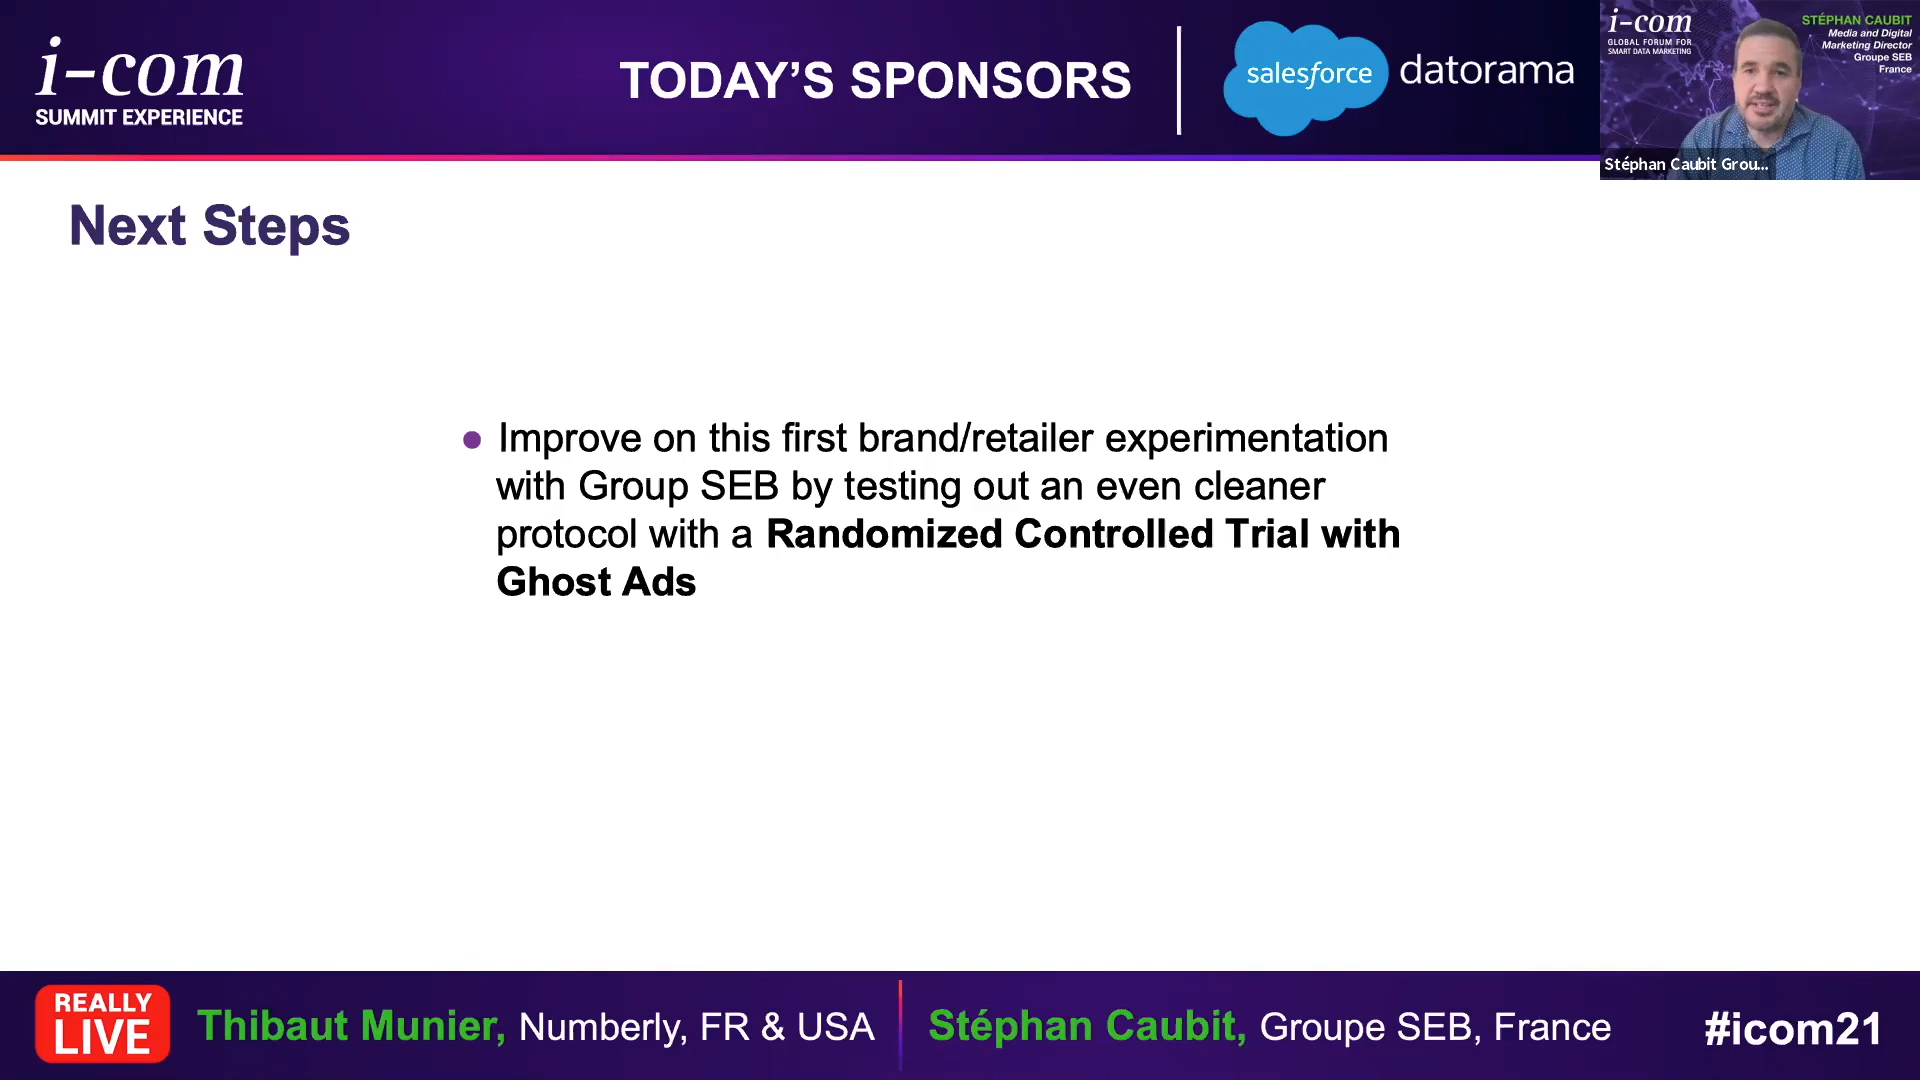 i-com
SUMMIT EXPERIENCE
TODAY’S SPONSORS
salesforce
datorama
i-com
GLOBAL FORUM FOR
SMART DATA MARKETING
STÉPHAN CAUBIT
Media and Digital
Marketing Director
Groupe SEB
France
Stéphan Caubit Grou...
Next Steps
• Improve on this first brand/retailer experimentation
with Group SEB by testing out an even cleaner
protocol with a Randomized Controlled Trial with
Ghost Ads
REALLY
LIVE
Thibaut Munier, Numberly, FR & USA
Stéphan Caubit, Groupe SEB, France
#icom21